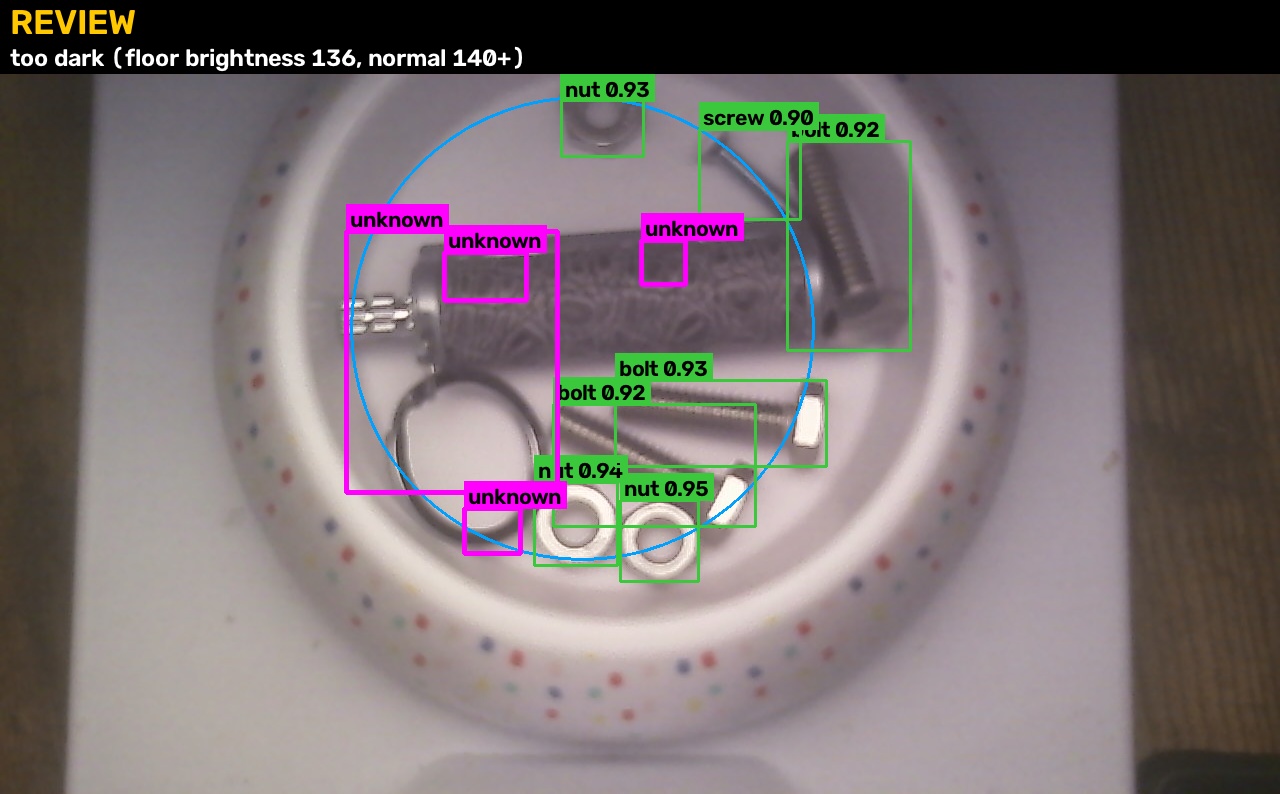 REVIEW
too dark (floor brightness 136, normal 140+)
nut 0.93
screw 0.90
bolt 0.92
unknown
unknown
unknown
bolt 0.93
bolt 0.92
nut 0.94
nut 0.95
unknown